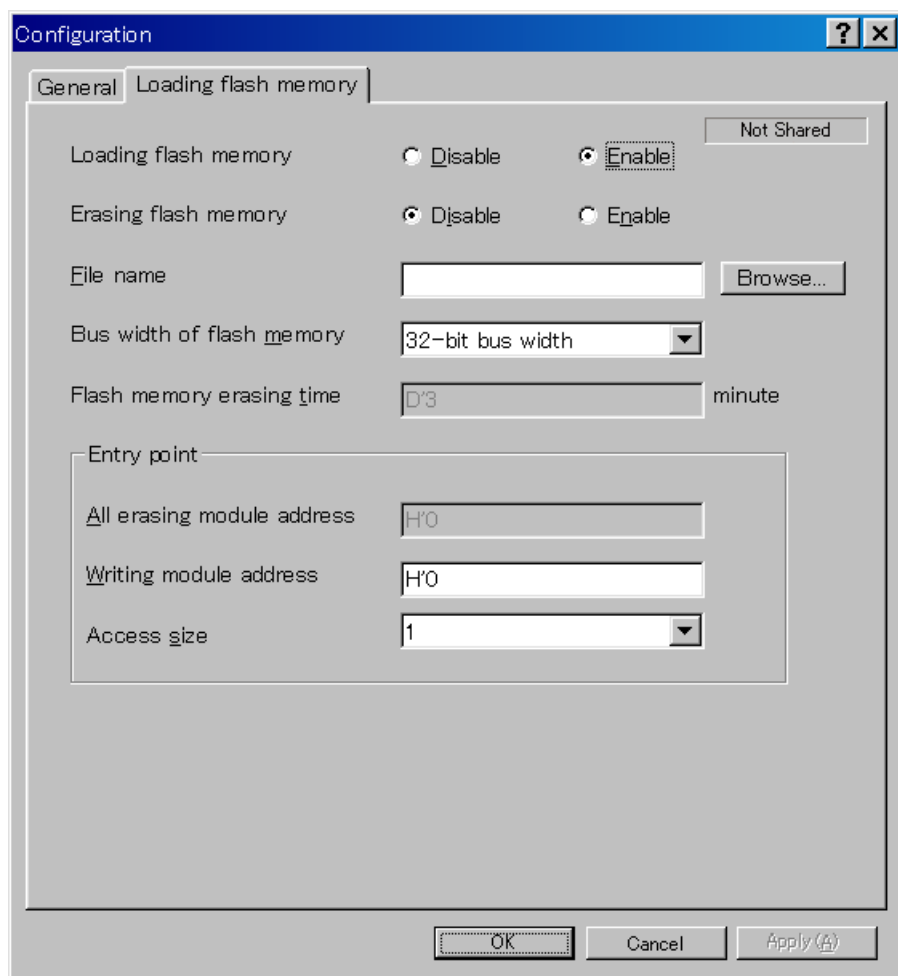 Configuration
General Loading flash memory
Not Shared
Loading flash memory Disable Enable
Erasing flash memory Disable Enable
File name Browse...
Bus width of flash memory 32-bit bus width
Flash memory erasing time D'3 minute
Entry point
All erasing module address H'0
Writing module address H'0
Access size 1
OK Cancel Apply(A)